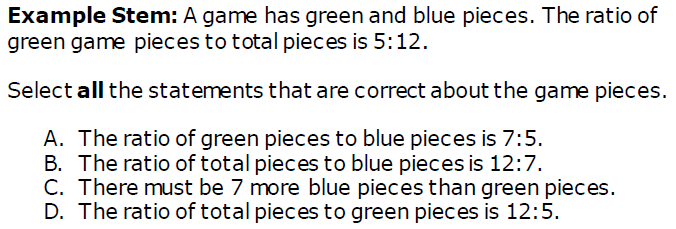 Example Stem: A game has green and blue pieces. The ratio of
green game pieces to total pieces is 5:12.
Select all the statements that are correct about the game pieces.
A. The ratio of green pieces to blue pieces is 7:5.
B. The ratio of total pieces to blue pieces is 12:7.
C. There must be 7 more blue pieces than green pieces.
D. The ratio of total pieces to green pieces is 12:5.